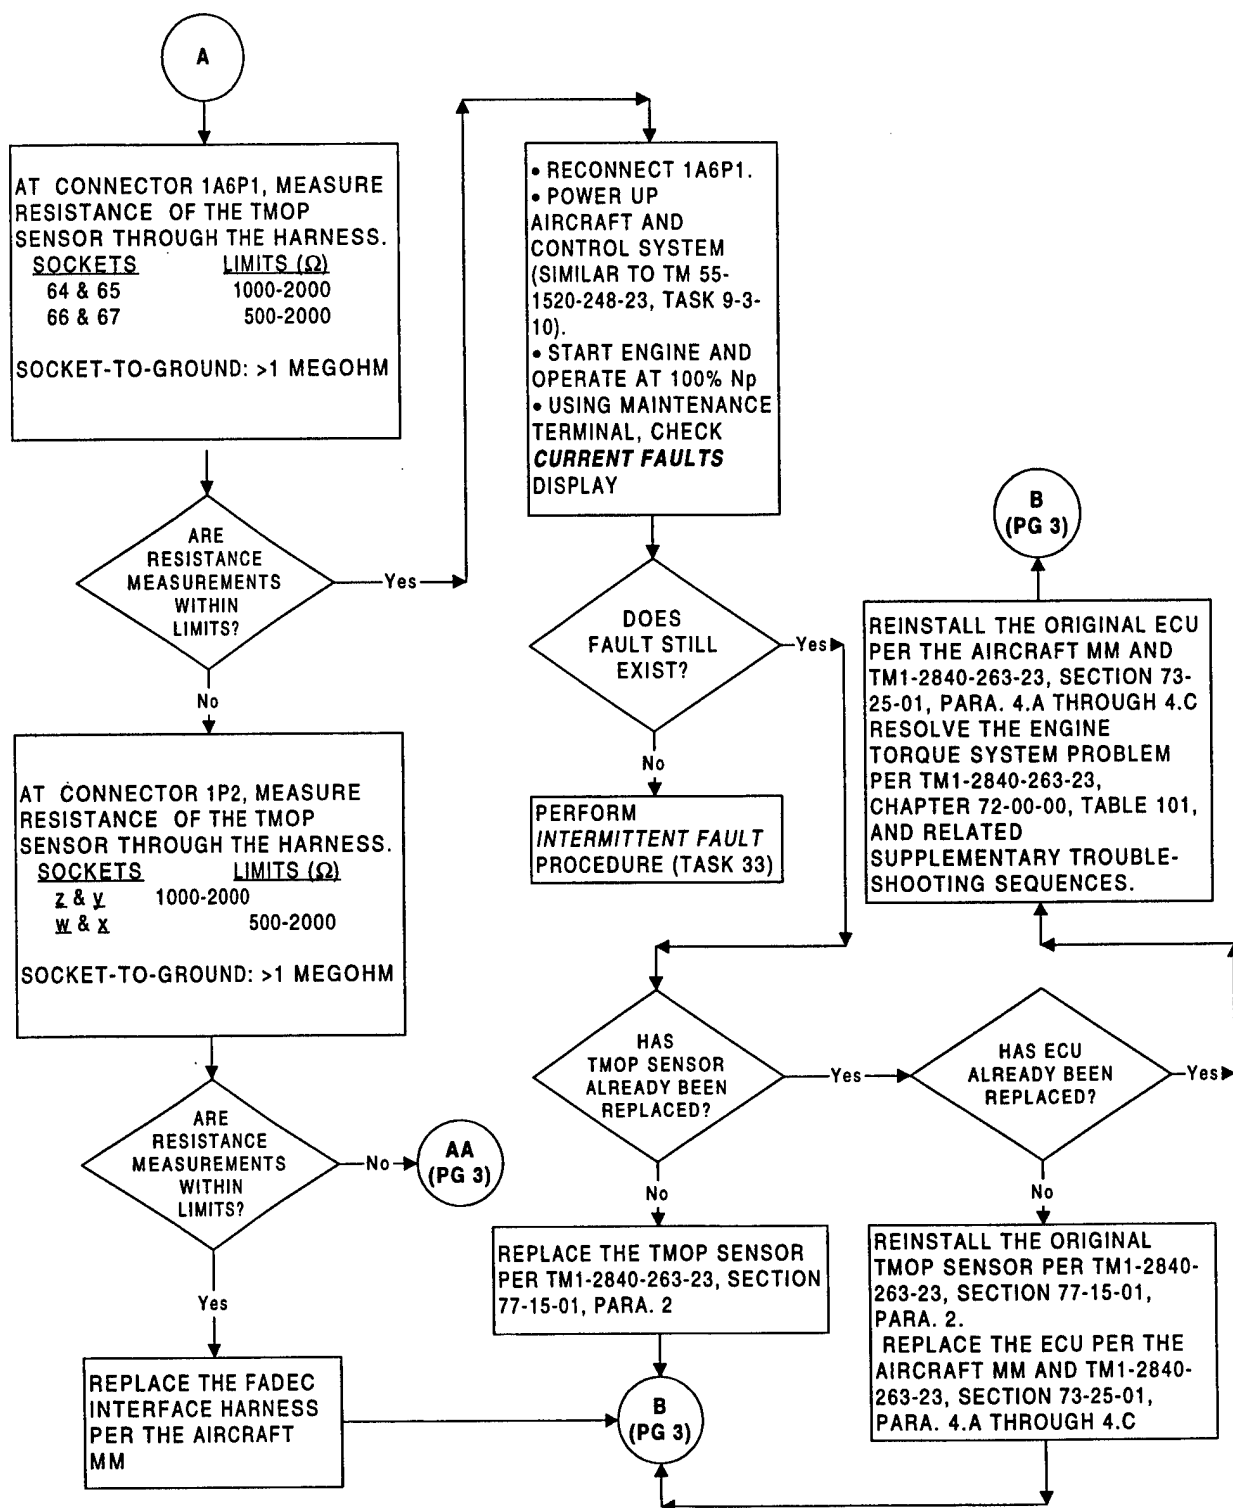 A
AT CONNECTOR 1A6P1, MEASURE
RESISTANCE OF THE TMOP
SENSOR THROUGH THE HARNESS.
SOCKETS LIMITS (Ω)
64 & 65 1000-2000
66 & 67 500-2000
SOCKET-TO-GROUND: >1 MEGOHM
ARE
RESISTANCE
MEASUREMENTS
WITHIN
LIMITS?
Yes
No
AT CONNECTOR 1P2, MEASURE
RESISTANCE OF THE TMOP
SENSOR THROUGH THE HARNESS.
SOCKETS LIMITS (Ω)
z & y 1000-2000
w & x 500-2000
SOCKET-TO-GROUND: >1 MEGOHM
ARE
RESISTANCE
MEASUREMENTS
WITHIN
LIMITS?
No
AA
(PG 3)
Yes
REPLACE THE FADEC
INTERFACE HARNESS
PER THE AIRCRAFT
MM
• RECONNECT 1A6P1.
• POWER UP
AIRCRAFT AND
CONTROL SYSTEM
(SIMILAR TO TM 55-
1520-248-23, TASK 9-3-
10).
• START ENGINE AND
OPERATE AT 100% Np
• USING MAINTENANCE
TERMINAL, CHECK
CURRENT FAULTS
DISPLAY
DOES
FAULT STILL
EXIST?
Yes
No
PERFORM
INTERMITTENT FAULT
PROCEDURE (TASK 33)
HAS
TMOP SENSOR
ALREADY BEEN
REPLACED?
Yes
No
REPLACE THE TMOP SENSOR
PER TM1-2840-263-23, SECTION
77-15-01, PARA. 2
B
(PG 3)
B
(PG 3)
REINSTALL THE ORIGINAL ECU
PER THE AIRCRAFT MM AND
TM1-2840-263-23, SECTION 73-
25-01, PARA. 4.A THROUGH 4.C
RESOLVE THE ENGINE
TORQUE SYSTEM PROBLEM
PER TM1-2840-263-23,
CHAPTER 72-00-00, TABLE 101,
AND RELATED
SUPPLEMENTARY TROUBLE-
SHOOTING SEQUENCES.
HAS ECU
ALREADY BEEN
REPLACED?
Yes
No
REINSTALL THE ORIGINAL
TMOP SENSOR PER TM1-2840-
263-23, SECTION 77-15-01,
PARA. 2.
REPLACE THE ECU PER THE
AIRCRAFT MM AND TM1-2840-
263-23, SECTION 73-25-01,
PARA. 4.A THROUGH 4.C